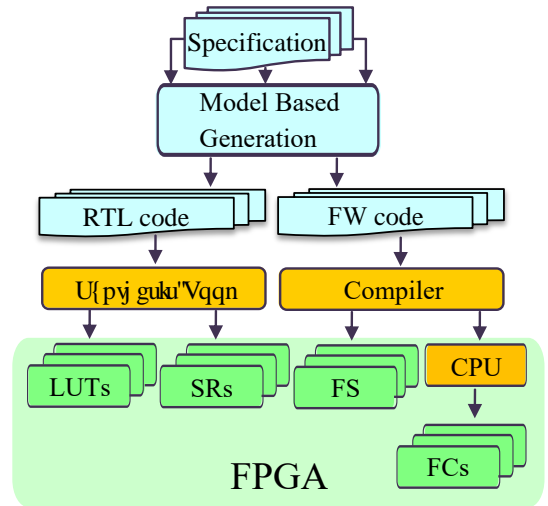 Specification
Model Based
Generation
RTL code
FW code
U{pvj guku"Vqqn
Compiler
LUTs
SRs
FS
CPU
FCs
FPGA